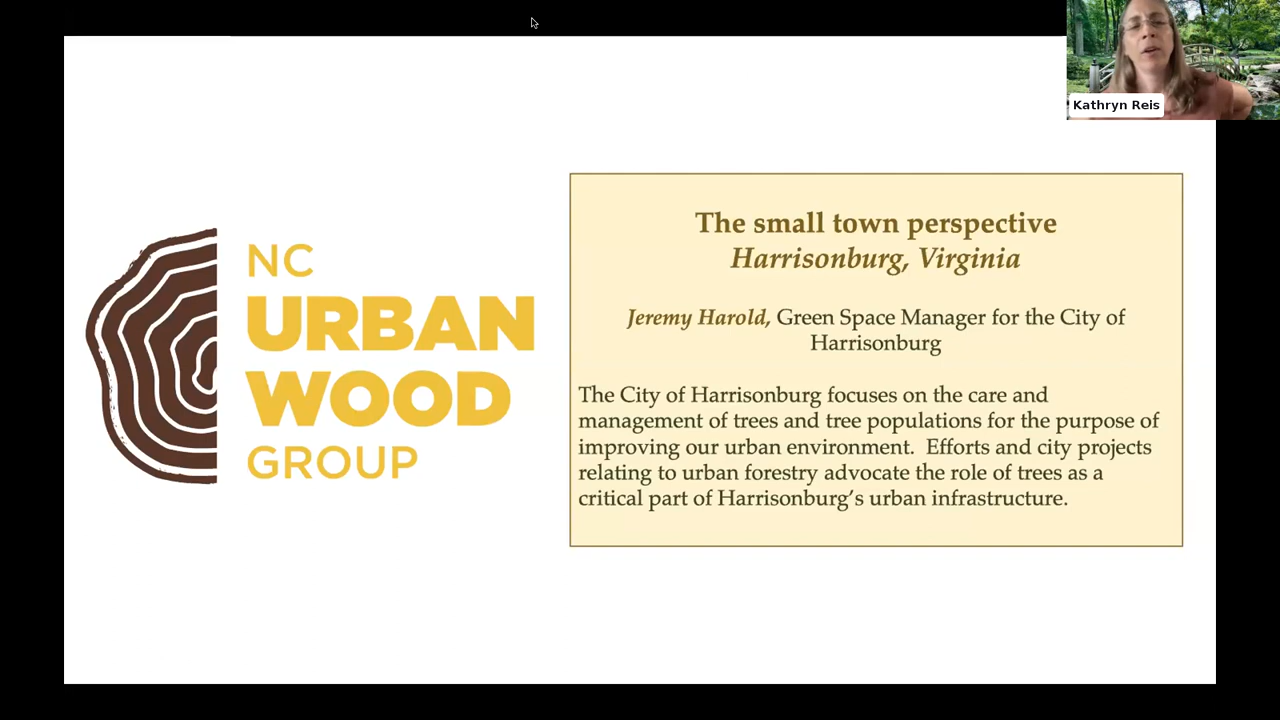 Kathryn Reis
NC
URBAN
WOOD
GROUP
The small town perspective
Harrisonburg, Virginia
Jeremy Harold, Green Space Manager for the City of
Harrisonburg
The City of Harrisonburg focuses on the care and
management of trees and tree populations for the purpose of
improving our urban environment.  Efforts and city projects
relating to urban forestry advocate the role of trees as a
critical part of Harrisonburg’s urban infrastructure.